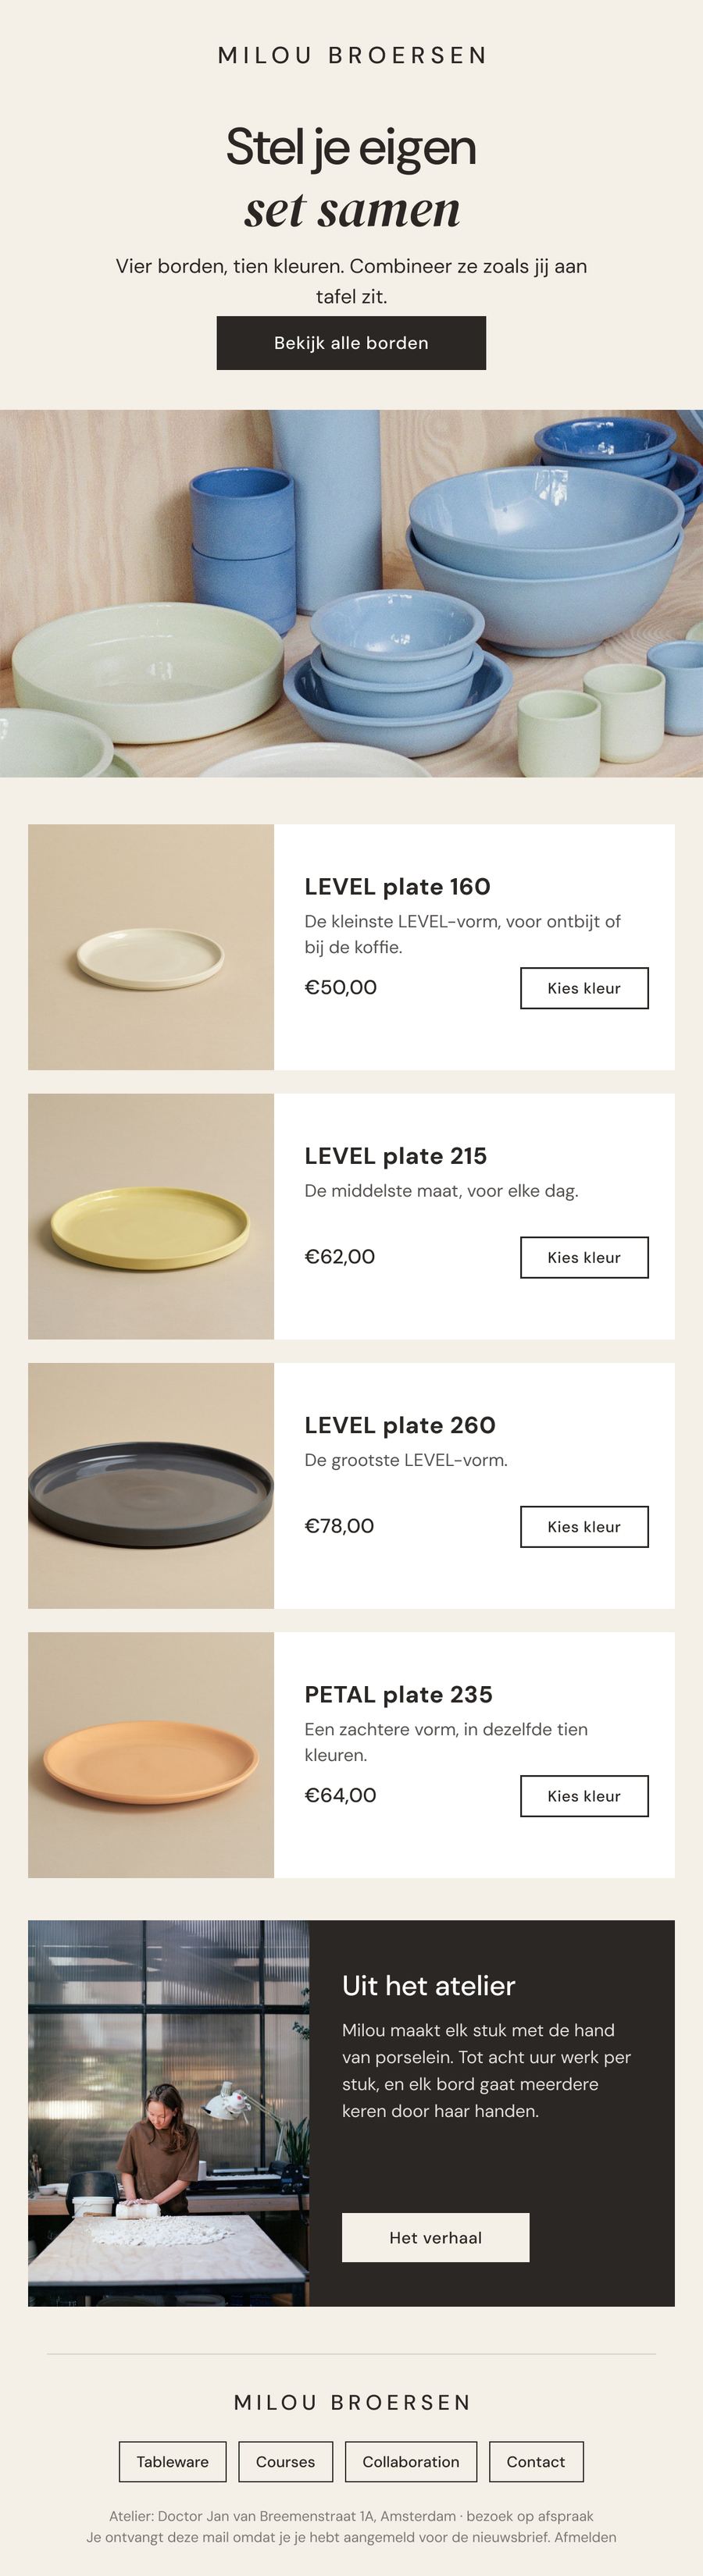 MILOU BROERSEN
Stel je eigen
set samen
Vier borden, tien kleuren. Combineer ze zoals jij aan
tafel zit.
Bekijk alle borden
LEVEL plate 160
De kleinste LEVEL-vorm, voor ontbijt of
bij de koffie.
€50,00
Kies kleur
LEVEL plate 215
De middelste maat, voor elke dag.
€62,00
Kies kleur
LEVEL plate 260
De grootste LEVEL-vorm.
€78,00
Kies kleur
PETAL plate 235
Een zachtere vorm, in dezelfde tien
kleuren.
€64,00
Kies kleur
Uit het atelier
Milou maakt elk stuk met de hand
van porselein. Tot acht uur werk per
stuk, en elk bord gaat meerdere
keren door haar handen.
Het verhaal
MILOU BROERSEN
Tableware Courses Collaboration Contact
Atelier: Doctor Jan van Breemenstraat 1A, Amsterdam · bezoek op afspraak
Je ontvangt deze mail omdat je je hebt aangemeld voor de nieuwsbrief. Afmelden